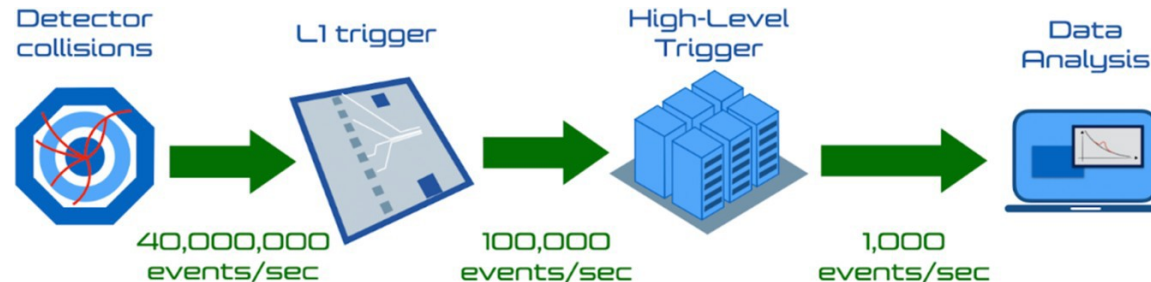 Detector
collisions
L1 trigger
High-Level
Trigger
Data
Analysis
40,000,000
events/sec
100,000
events/sec
1,000
events/sec